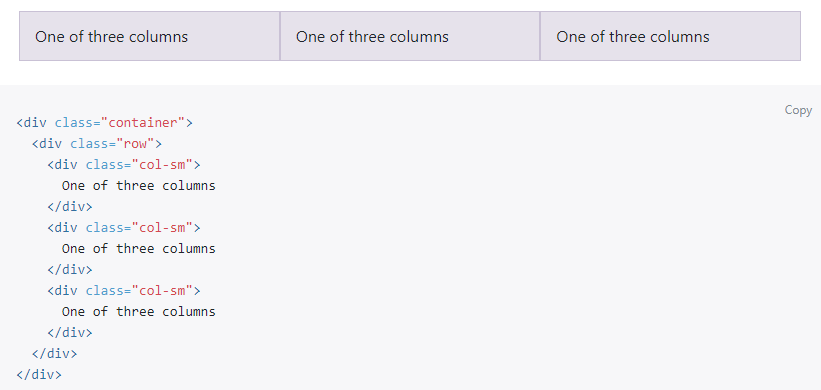 One of three columns One of three columns One of three columns
Copy
<div class="container">
  <div class="row">
    <div class="col-sm">
      One of three columns
    </div>
    <div class="col-sm">
      One of three columns
    </div>
    <div class="col-sm">
      One of three columns
    </div>
  </div>
</div>